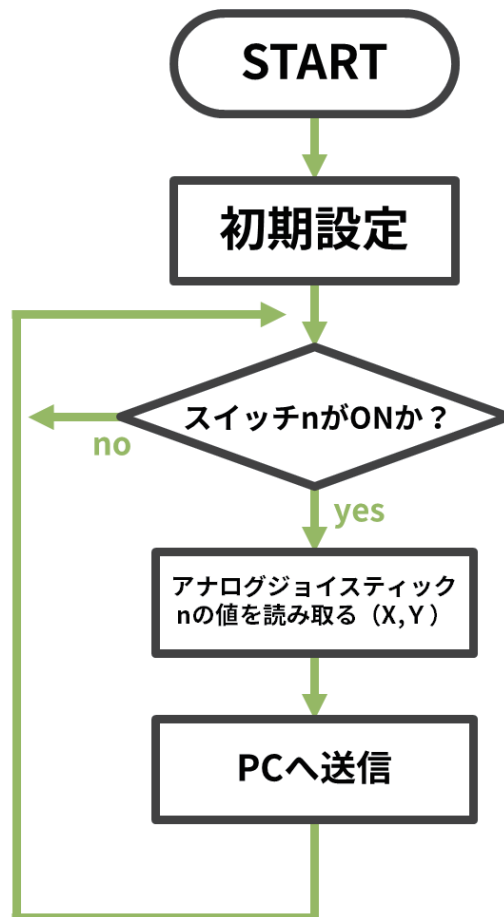 START
初期設定
スイッチnがONか？
no
yes
アナログジョイスティック
nの値を読み取る（X,Y）
PCへ送信